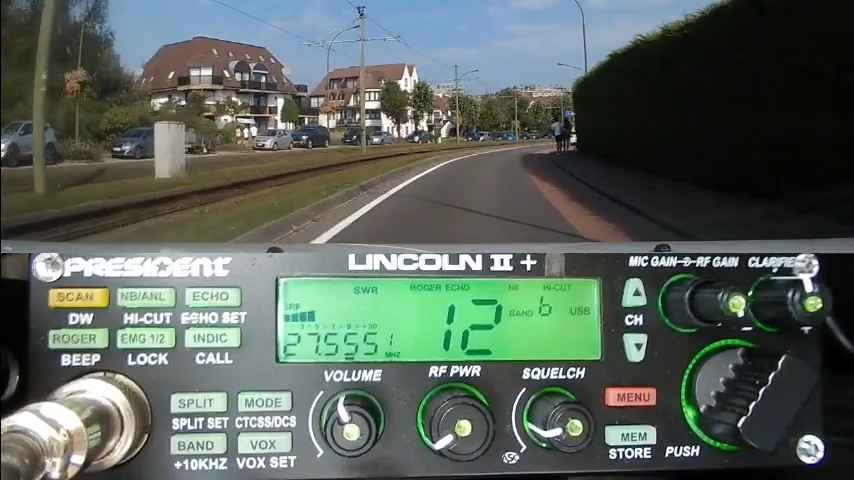 PRESIDENT
LINCOLN II +
MIC GAIN RF GAIN CLARIFIER
SCAN NB/ANL ECHO
DW HI-CUT ECHO SET
ROGER EMG 1/2 INDIC
BEEP LOCK CALL
SWR ROGER ECHO NB HI-CUT
SRF
12 BAND b USB
27.555 MHZ
CH
VOLUME RF PWR SQUELCH
SPLIT MODE
SPLIT SET CTCSS/DCS
BAND VOX
+10KHz VOX SET
MENU
MEM
STORE PUSH
ASC